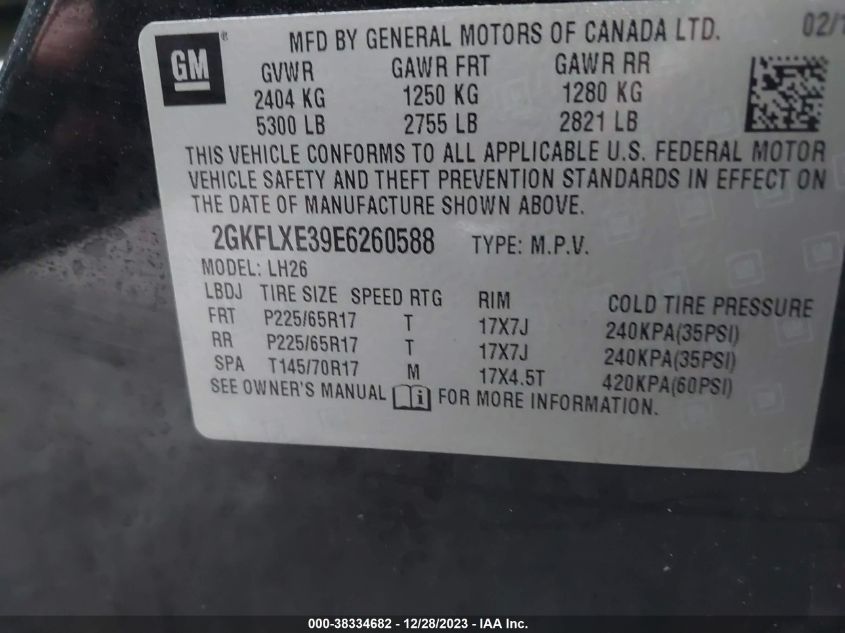 GM ® MFD BY GENERAL MOTORS OF CANADA LTD. 02/1
GVWR GAWR FRT GAWR RR
2404 KG 1250 KG 1280 KG
5300 LB 2755 LB 2821 LB
THIS VEHICLE CONFORMS TO ALL APPLICABLE U.S. FEDERAL MOTOR
VEHICLE SAFETY AND THEFT PREVENTION STANDARDS IN EFFECT ON
THE DATE OF MANUFACTURE SHOWN ABOVE.
2GKFLXE39E6260588 TYPE: M.P.V.
MODEL: LH26
LBDJ TIRE SIZE SPEED RTG RIM COLD TIRE PRESSURE
FRT P225/65R17 T 17X7J 240KPA(35PSI)
RR P225/65R17 T 17X7J 240KPA(35PSI)
SPA T145/70R17 M 17X4.5T 420KPA(60PSI)
SEE OWNER'S MANUAL i FOR MORE INFORMATION.
000-38334682 - 12/28/2023 - IAA Inc.